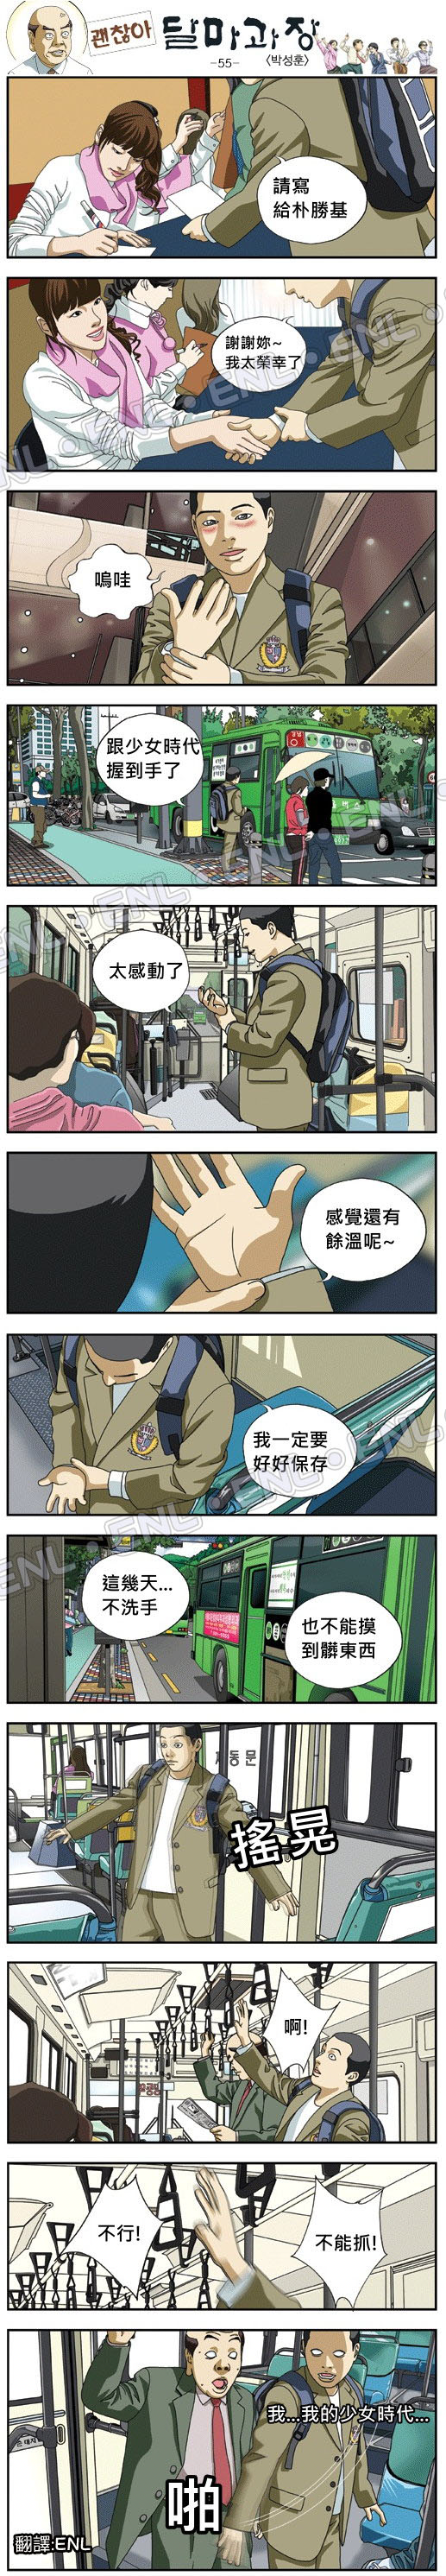 괜찮아
달마과장
-55-
〈박성훈〉
請寫
給朴勝基
謝謝妳~
我太榮幸了
嗚哇
跟少女時代
握到手了
太感動了
感覺還有
餘溫呢~
我一定要
好好保存
這幾天...
不洗手
也不能摸
到髒東西
자동문
搖晃
啊!
不行!
不能抓!
我...我的少女時代...
啪
翻譯:ENL